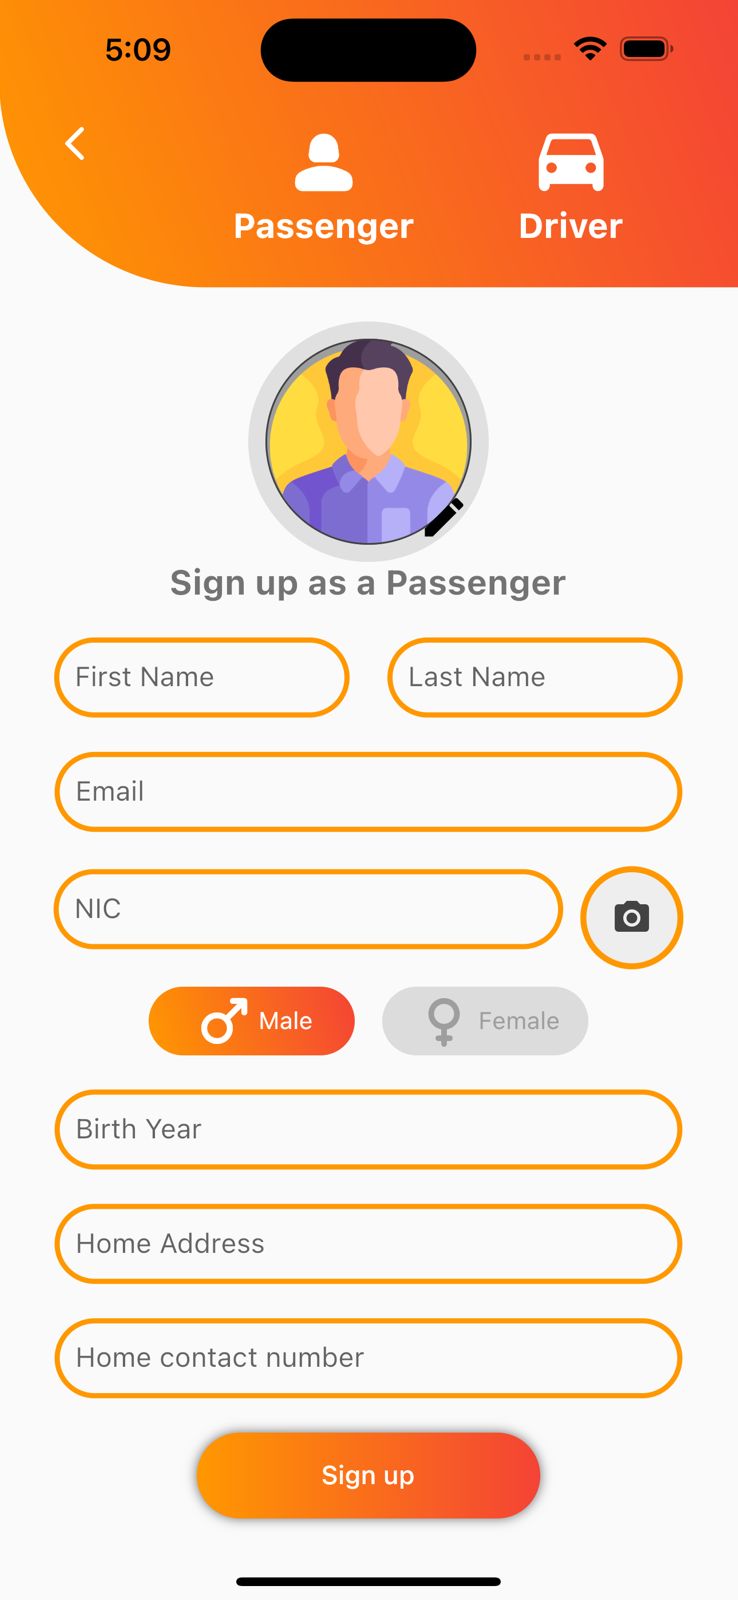 5:09
Passenger Driver
Sign up as a Passenger
First Name Last Name
Email
NIC
Male Female
Birth Year
Home Address
Home contact number
Sign up